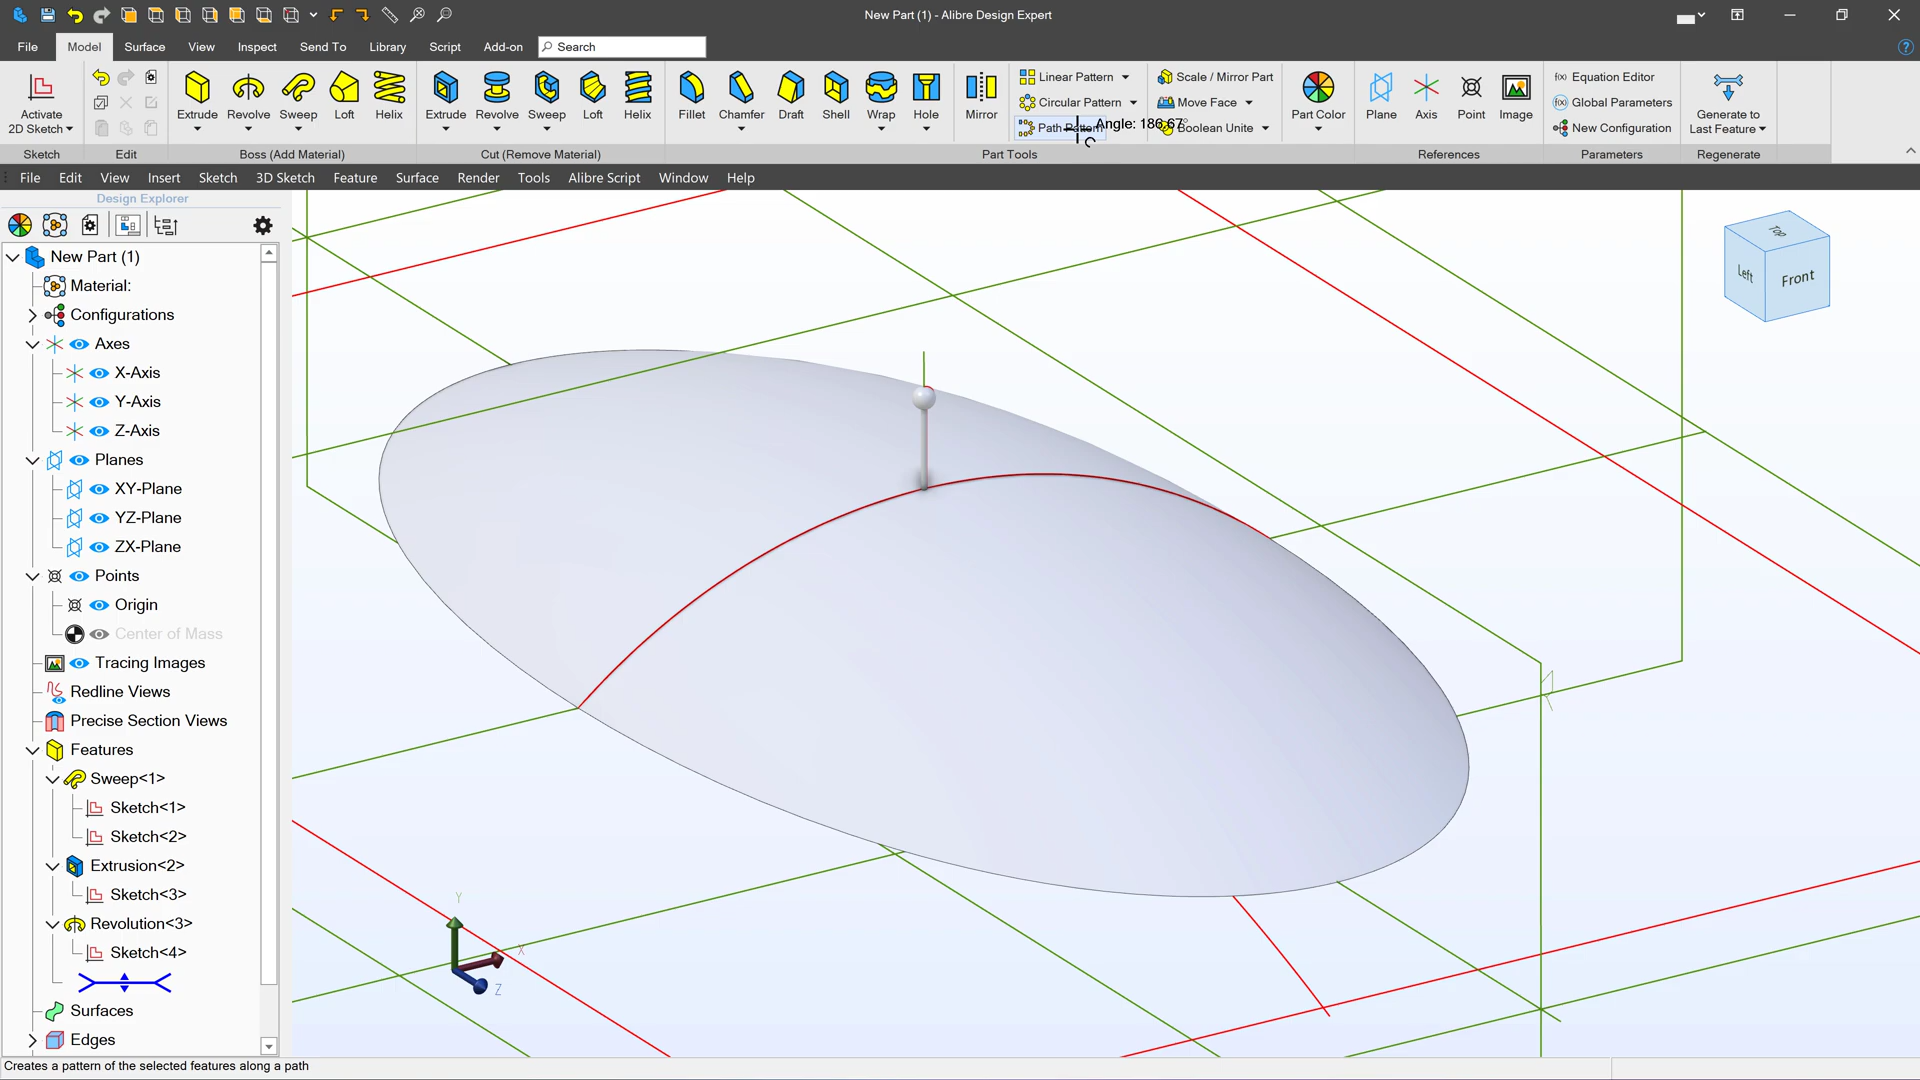 New Part (1) - Alibre Design Expert
File Model Surface View Inspect Send To Library Script Add-on Search
Activate 2D Sketch
Sketch
Edit
Extrude Revolve Sweep Loft Helix
Boss (Add Material)
Extrude Revolve Sweep Loft Helix
Cut (Remove Material)
Fillet Chamfer Draft Shell Wrap Hole Mirror
Linear Pattern
Circular Pattern
Path Pattern
Angle: 186.67°
Scale / Mirror Part
Move Face
Boolean Unite
Part Color
Part Tools
Plane Axis Point Image
References
Equation Editor
Global Parameters
New Configuration
Parameters
Generate to Last Feature
Regenerate
File Edit View Insert Sketch 3D Sketch Feature Surface Render Tools Alibre Script Window Help
Design Explorer
New Part (1)
Material:
Configurations
Axes
X-Axis
Y-Axis
Z-Axis
Planes
XY-Plane
YZ-Plane
ZX-Plane
Points
Origin
Center of Mass
Tracing Images
Redline Views
Precise Section Views
Features
Sweep<1>
Sketch<1>
Sketch<2>
Extrusion<2>
Sketch<3>
Revolution<3>
Sketch<4>
Surfaces
Edges
Top
Left
Front
Y
X
Z
Creates a pattern of the selected features along a path